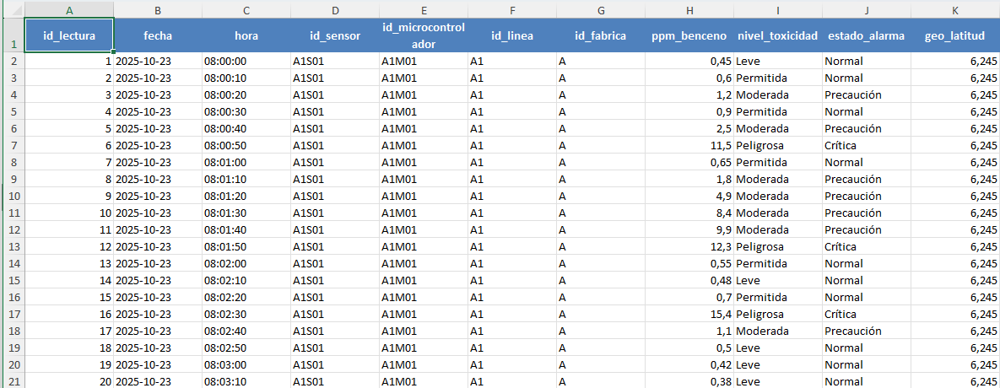 A B C D E F G H I J K
1 id_lectura fecha hora id_sensor id_microcontrol id_linea id_fabrica ppm_benceno nivel_toxicidad estado_alarma geo_latitud
ador
2 1 2025-10-23 08:00:00 A1S01 A1M01 A1 A 0,45 Leve Normal 6,245
3 2 2025-10-23 08:00:10 A1S01 A1M01 A1 A 0,6 Permitida Normal 6,245
4 3 2025-10-23 08:00:20 A1S01 A1M01 A1 A 1,2 Moderada Precaución 6,245
5 4 2025-10-23 08:00:30 A1S01 A1M01 A1 A 0,9 Permitida Normal 6,245
6 5 2025-10-23 08:00:40 A1S01 A1M01 A1 A 2,5 Moderada Precaución 6,245
7 6 2025-10-23 08:00:50 A1S01 A1M01 A1 A 11,5 Peligrosa Crítica 6,245
8 7 2025-10-23 08:01:00 A1S01 A1M01 A1 A 0,65 Permitida Normal 6,245
9 8 2025-10-23 08:01:10 A1S01 A1M01 A1 A 1,8 Moderada Precaución 6,245
10 9 2025-10-23 08:01:20 A1S01 A1M01 A1 A 4,9 Moderada Precaución 6,245
11 10 2025-10-23 08:01:30 A1S01 A1M01 A1 A 8,4 Moderada Precaución 6,245
12 11 2025-10-23 08:01:40 A1S01 A1M01 A1 A 9,9 Moderada Precaución 6,245
13 12 2025-10-23 08:01:50 A1S01 A1M01 A1 A 12,3 Peligrosa Crítica 6,245
14 13 2025-10-23 08:02:00 A1S01 A1M01 A1 A 0,55 Permitida Normal 6,245
15 14 2025-10-23 08:02:10 A1S01 A1M01 A1 A 0,48 Leve Normal 6,245
16 15 2025-10-23 08:02:20 A1S01 A1M01 A1 A 0,7 Permitida Normal 6,245
17 16 2025-10-23 08:02:30 A1S01 A1M01 A1 A 15,4 Peligrosa Crítica 6,245
18 17 2025-10-23 08:02:40 A1S01 A1M01 A1 A 1,1 Moderada Precaución 6,245
19 18 2025-10-23 08:02:50 A1S01 A1M01 A1 A 0,5 Leve Normal 6,245
20 19 2025-10-23 08:03:00 A1S01 A1M01 A1 A 0,42 Leve Normal 6,245
21 20 2025-10-23 08:03:10 A1S01 A1M01 A1 A 0,38 Leve Normal 6,245